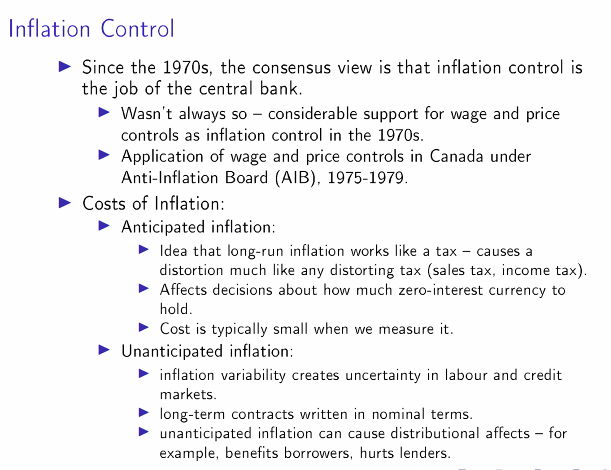 Inflation Control
Since the 1970s, the consensus view is that inflation control is
the job of the central bank.
Wasn't always so – considerable support for wage and price
controls as inflation control in the 1970s.
Application of wage and price controls in Canada under
Anti-Inflation Board (AIB), 1975-1979.
Costs of Inflation:
Anticipated inflation:
Idea that long-run inflation works like a tax – causes a
distortion much like any distorting tax (sales tax, income tax).
Affects decisions about how much zero-interest currency to
hold.
Cost is typically small when we measure it.
Unanticipated inflation:
inflation variability creates uncertainty in labour and credit
markets.
long-term contracts written in nominal terms.
unanticipated inflation can cause distributional affects – for
example, benefits borrowers, hurts lenders.